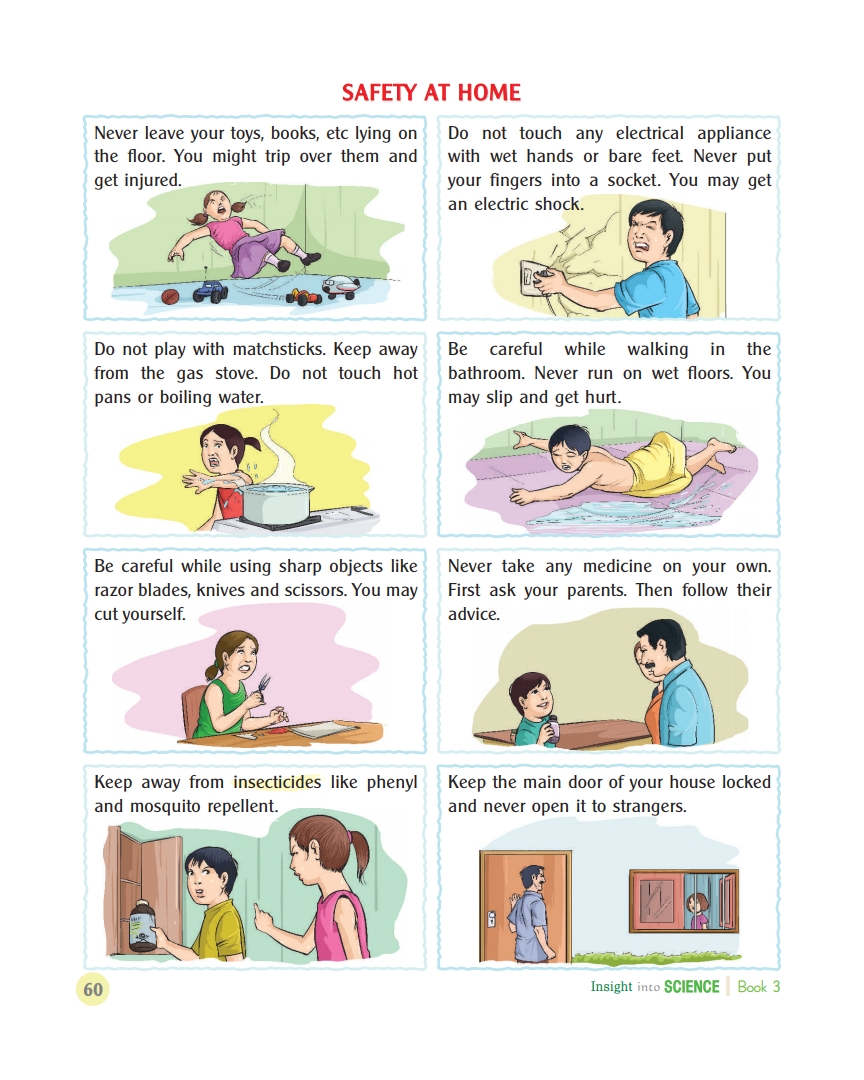 SAFETY AT HOME
Never leave your toys, books, etc lying on
the floor. You might trip over them and
get injured.
Do not touch any electrical appliance
with wet hands or bare feet. Never put
your fingers into a socket. You may get
an electric shock.
Do not play with matchsticks. Keep away
from the gas stove. Do not touch hot
pans or boiling water.
Be careful while walking in the
bathroom. Never run on wet floors. You
may slip and get hurt.
Be careful while using sharp objects like
razor blades, knives and scissors. You may
cut yourself.
Never take any medicine on your own.
First ask your parents. Then follow their
advice.
Keep away from insecticides like phenyl
and mosquito repellent.
Keep the main door of your house locked
and never open it to strangers.
60
Insight into SCIENCE Book 3